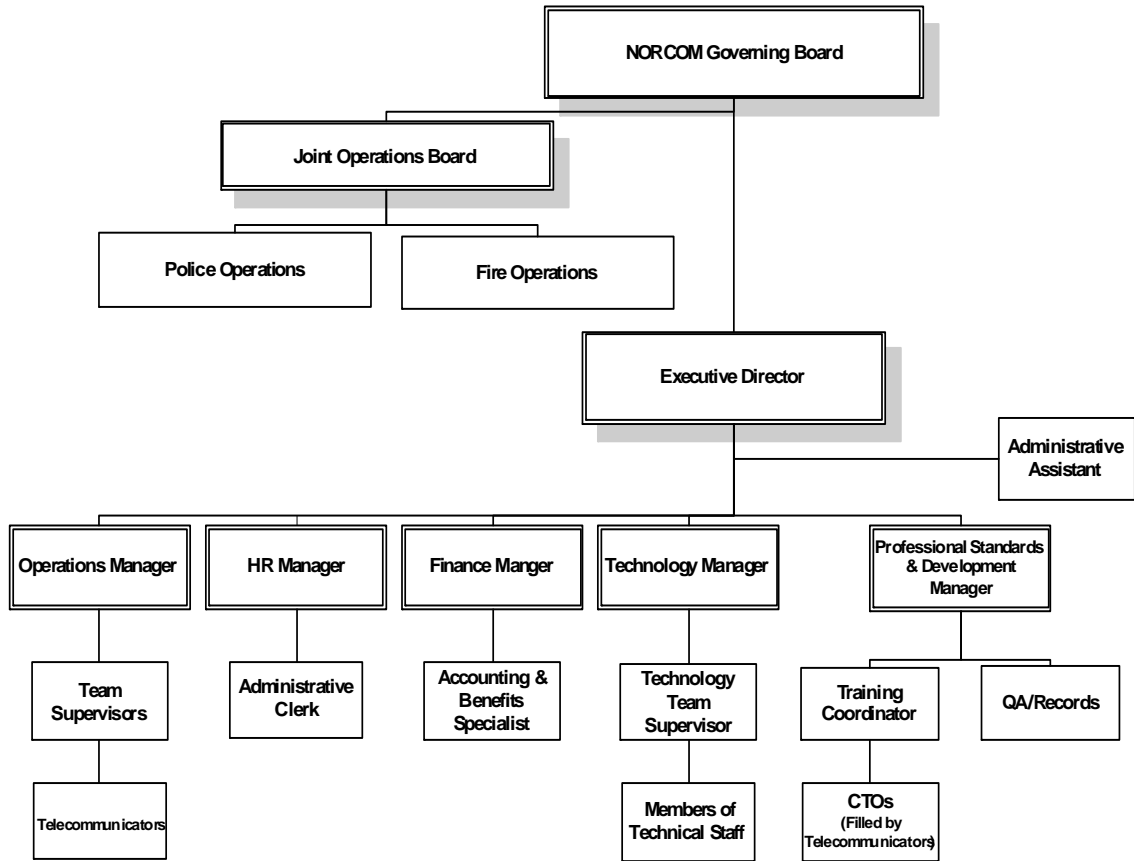 NORCOM Governing Board
Joint Operations Board
Police Operations
Fire Operations
Executive Director
Administrative
Assistant
Operations Manager
HR Manager
Finance Manger
Technology Manager
Professional Standards
& Development
Manager
Team
Supervisors
Administrative
Clerk
Accounting &
Benefits
Specialist
Technology
Team
Supervisor
Training
Coordinator
QA/Records
Telecommunicators
Members of
Technical Staff
CTOs
(Filled by
Telecommunicators)